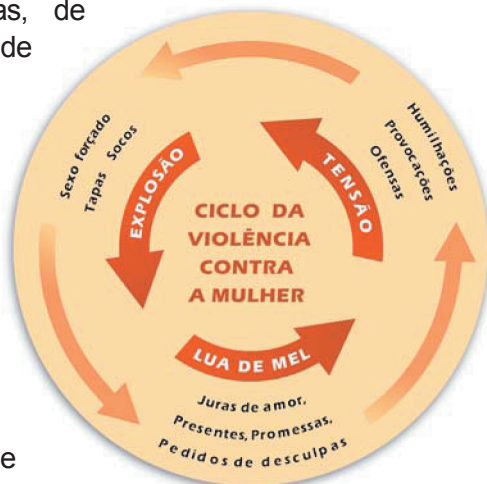 as, de
de
Humilhações
Provocações
Ofensas
TENSÃO
Sexo forçado
Tapas Socos
EXPLOSÃO
CICLO DA
VIOLÊNCIA
CONTRA
A MULHER
LUA DE MEL
Juras de amor,
Presentes, Promessas,
Pedidos de desculpas
e